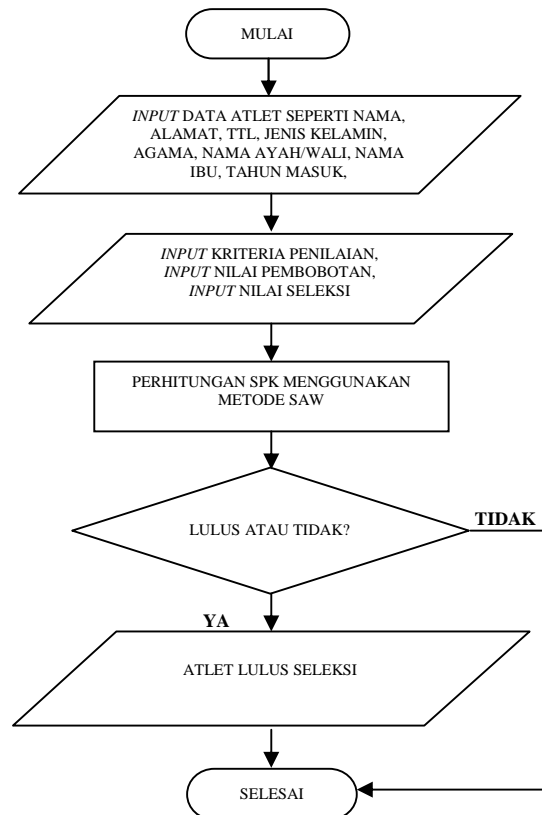 MULAI
INPUT DATA ATLET SEPERTI NAMA,
ALAMAT, TTL, JENIS KELAMIN,
AGAMA, NAMA AYAH/WALI, NAMA
IBU, TAHUN MASUK,
INPUT KRITERIA PENILAIAN,
INPUT NILAI PEMBOBOTAN,
INPUT NILAI SELEKSI
PERHITUNGAN SPK MENGGUNAKAN
METODE SAW
LULUS ATAU TIDAK?
TIDAK
YA
ATLET LULUS SELEKSI
SELESAI